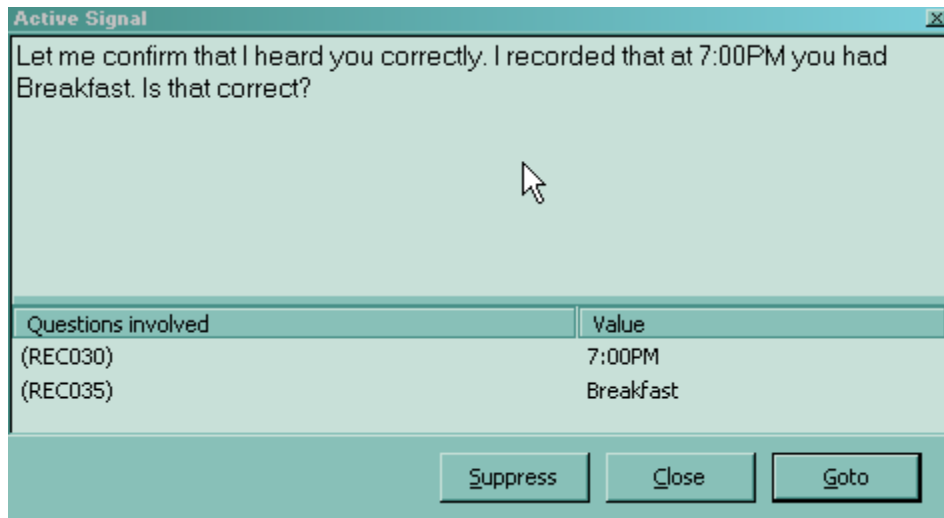 Active Signal
Let me confirm that I heard you correctly. I recorded that at 7:00PM you had
Breakfast. Is that correct?
Questions involved Value
(REC030) 7:00PM
(REC035) Breakfast
Suppress Close Goto